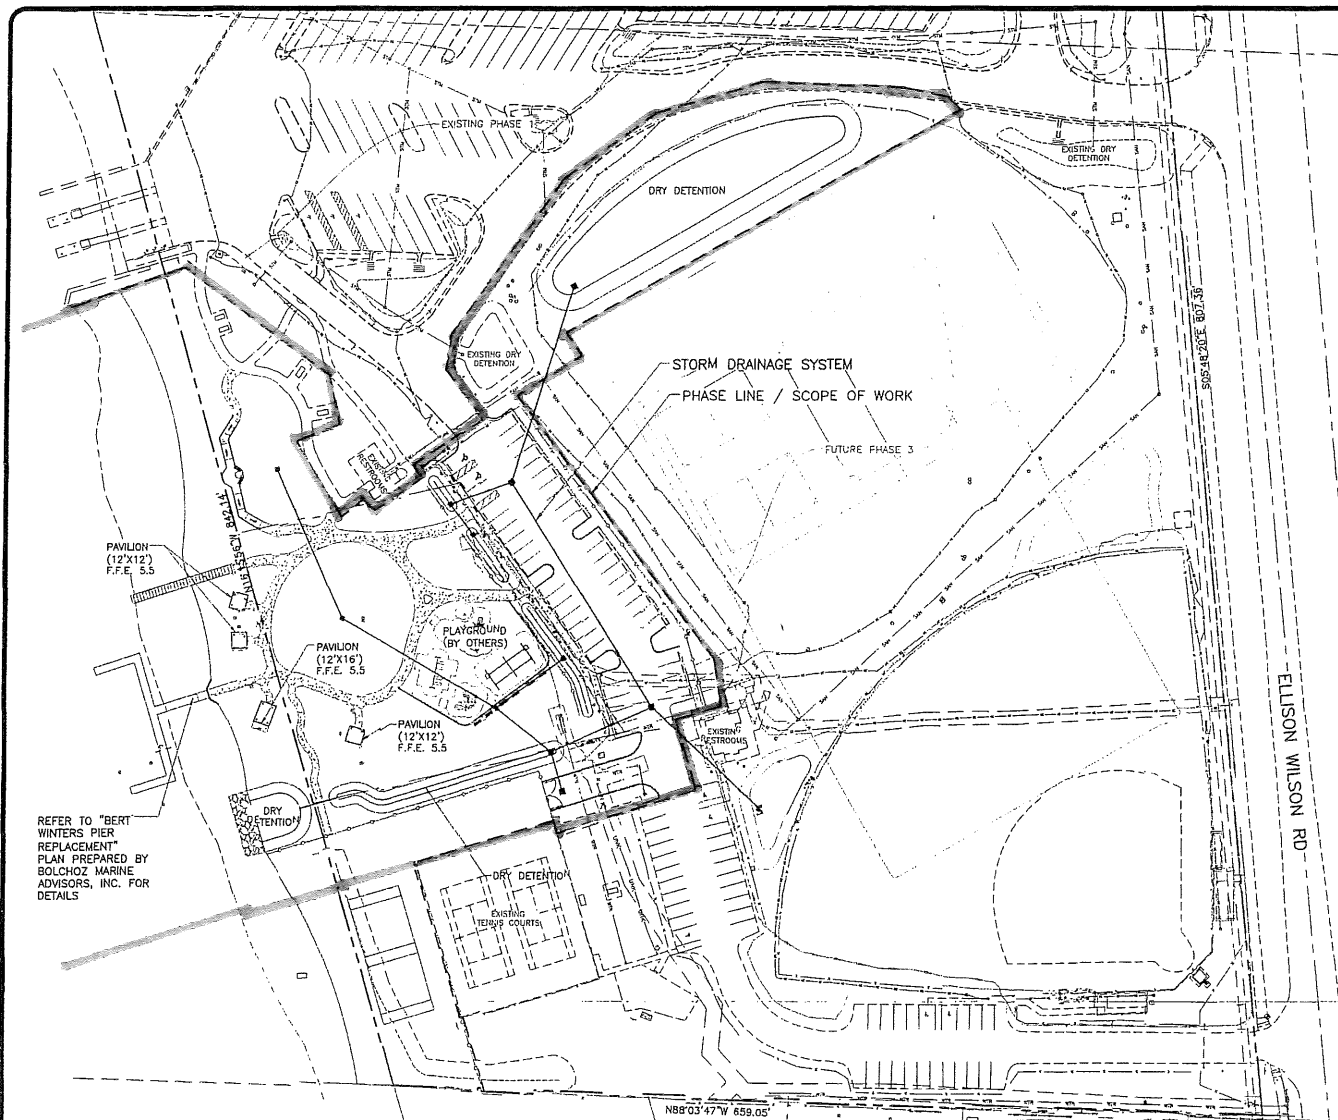 EXISTING PHASE 1
EXISTING DRY
DETENTION
DRY DETENTION
S05°48'20"E 807.36
EXISTING DRY
DETENTION
STORM DRAINAGE SYSTEM
PHASE LINE / SCOPE OF WORK
FUTURE PHASE 3
EXISTING
RESTROOMS
PAVILION
(12'X12')
F.F.E. 5.5
842.14'
PLAYGROUND
(BY OTHERS)
PAVILION
(12'X16')
F.F.E. 5.5
PAVILION
(12'X12')
F.F.E. 5.5
EXISTING
RESTROOMS
ELLISON WILSON RD
DRY
DETENTION
REFER TO "BERT
WINTERS PIER
REPLACEMENT"
PLAN PREPARED BY
BOLCHOZ MARINE
ADVISORS, INC. FOR
DETAILS
DRY DETENTION
EXISTING
TENNIS COURTS
N88°03'47"W 659.05'